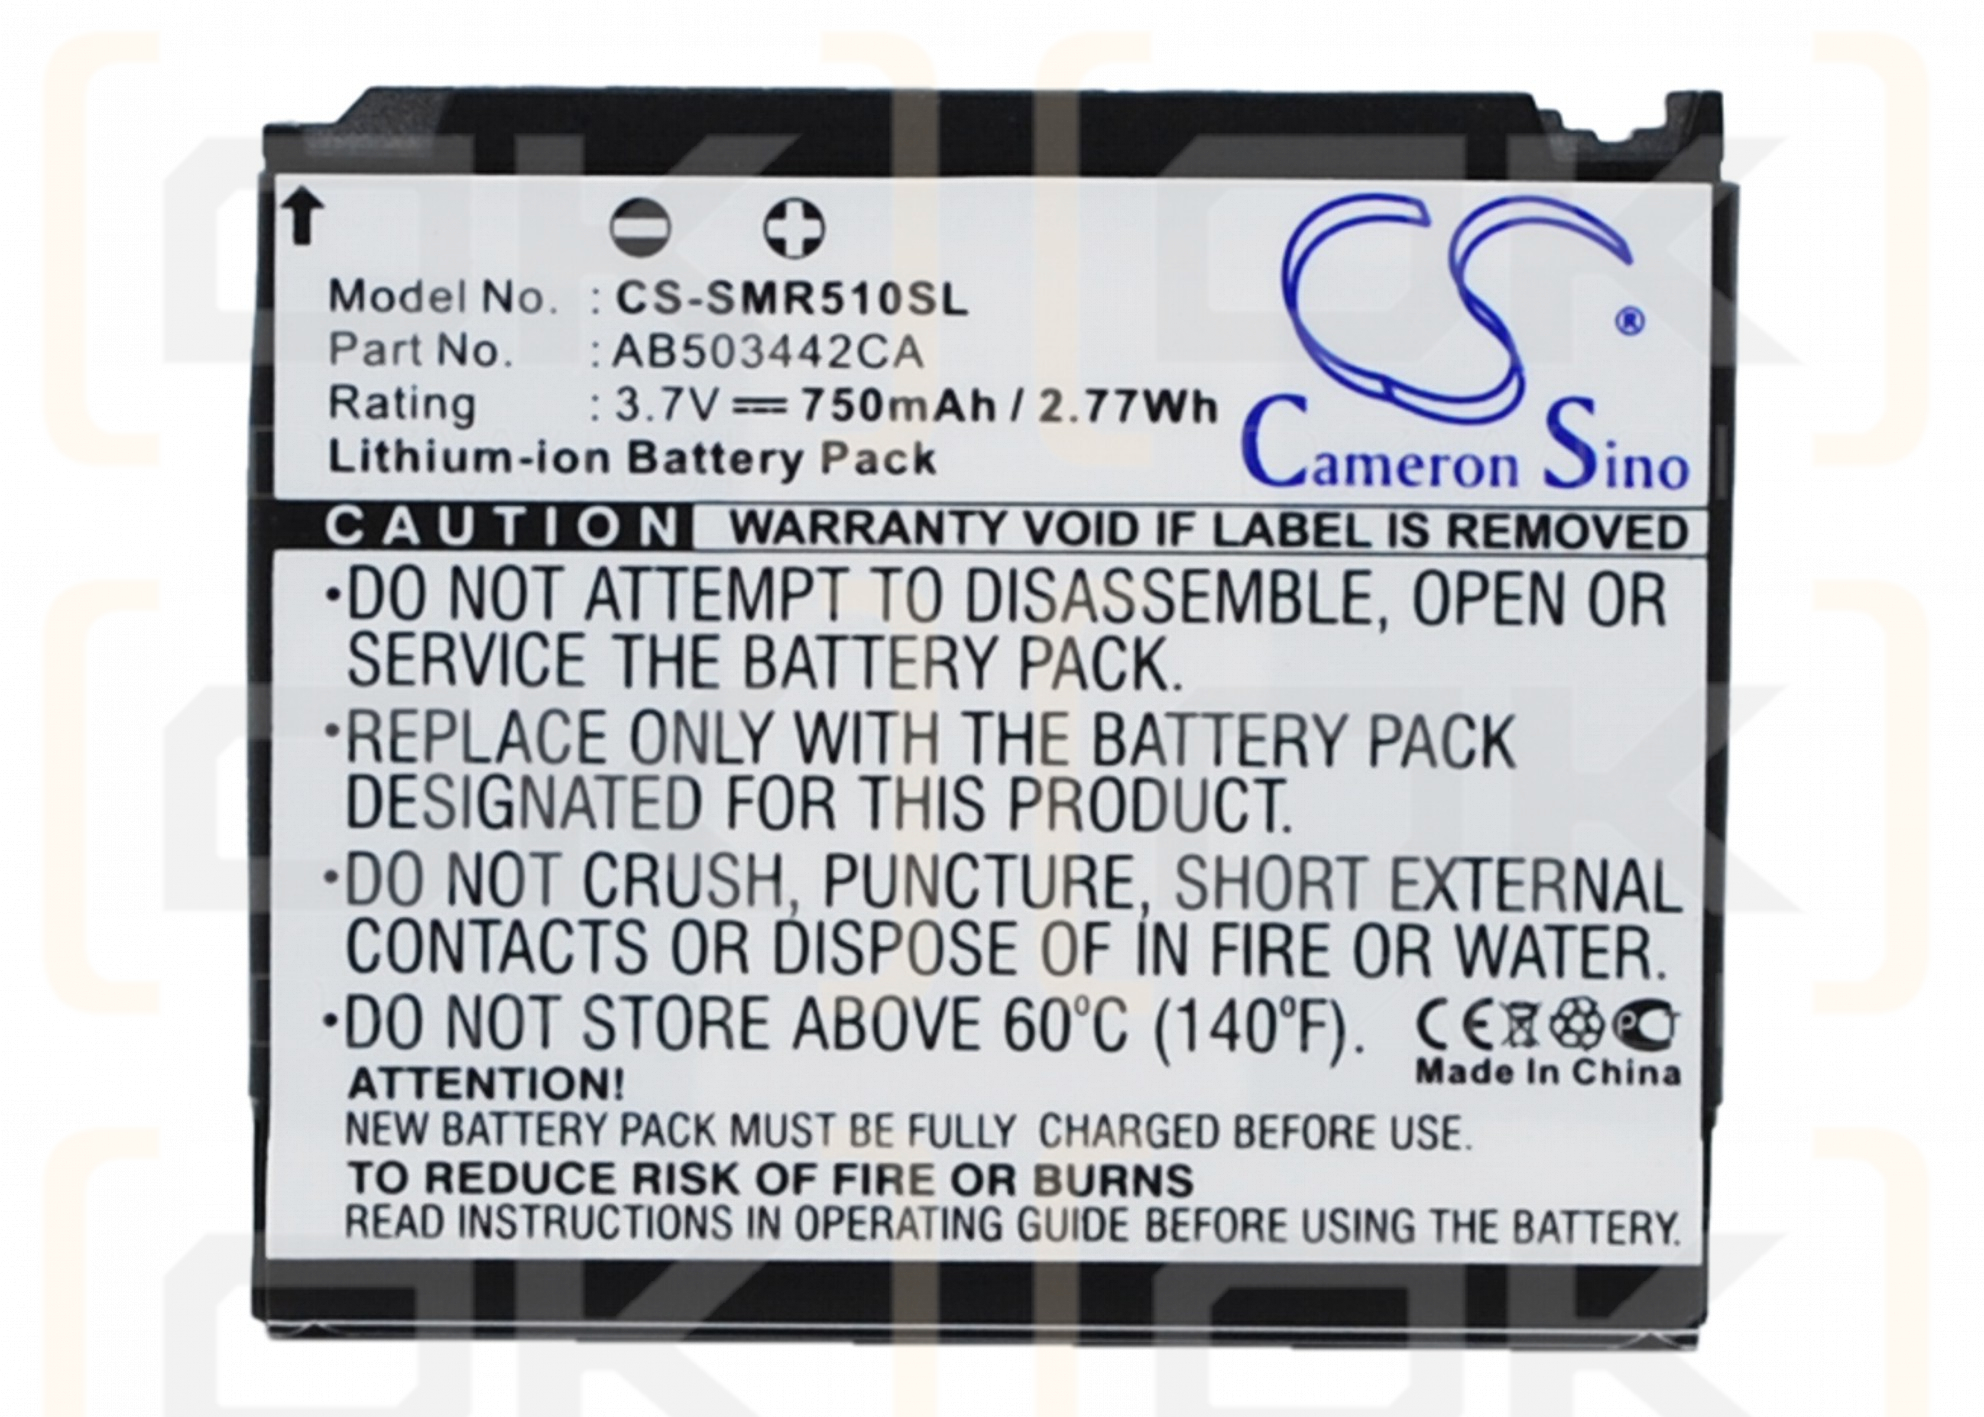 Model No. : CS-SMR510SL
Part No. : AB503442CA
Rating : 3.7V 750mAh / 2.77Wh
Lithium-ion Battery Pack
CS ®
Cameron Sino
CAUTION WARRANTY VOID IF LABEL IS REMOVED
•DO NOT ATTEMPT TO DISASSEMBLE, OPEN OR
SERVICE THE BATTERY PACK.
•REPLACE ONLY WITH THE BATTERY PACK
DESIGNATED FOR THIS PRODUCT.
•DO NOT CRUSH, PUNCTURE, SHORT EXTERNAL
CONTACTS OR DISPOSE OF IN FIRE OR WATER.
•DO NOT STORE ABOVE 60°C (140°F).
CE PC
Made In China
ATTENTION!
NEW BATTERY PACK MUST BE FULLY CHARGED BEFORE USE.
TO REDUCE RISK OF FIRE OR BURNS
READ INSTRUCTIONS IN OPERATING GUIDE BEFORE USING THE BATTERY.